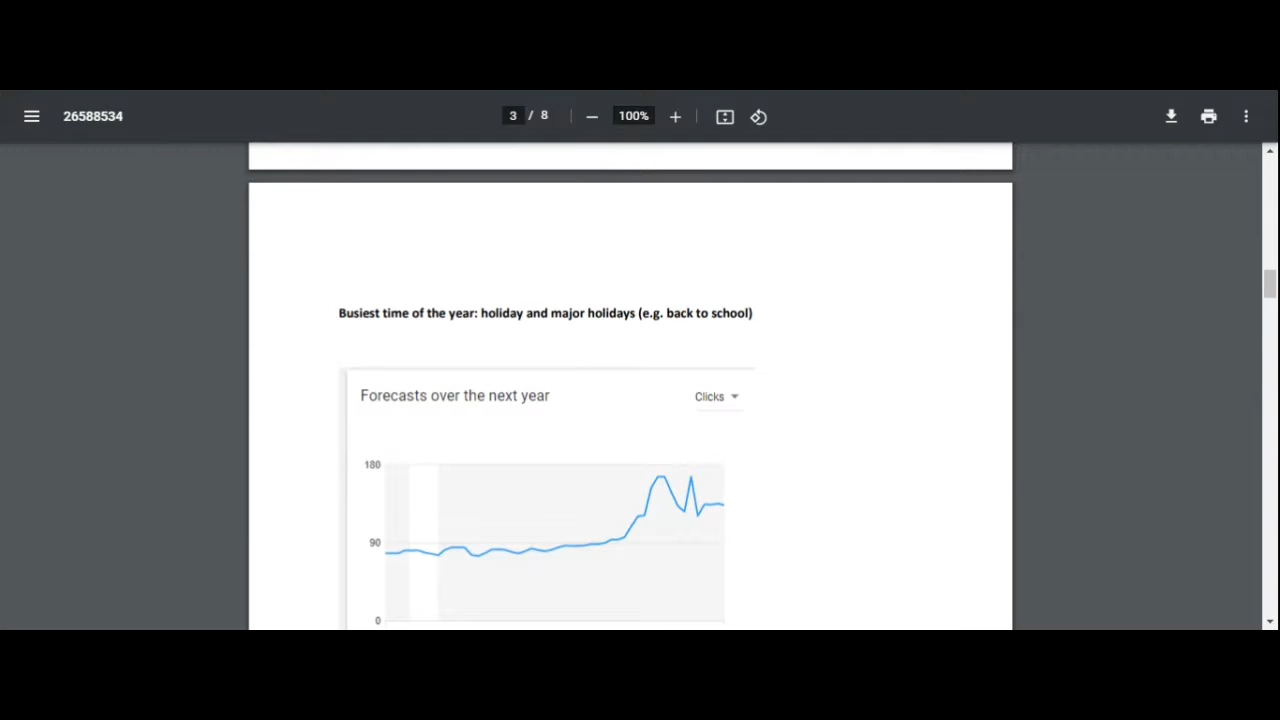 26588534
3 / 8
100%
Busiest time of the year: holiday and major holidays (e.g. back to school)
Forecasts over the next year
Clicks
180
90
0